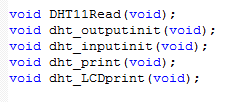 void DHT11Read(void);
void dht_outputinit(void);
void dht_inputinit(void);
void dht_print(void);
void dht_LCDprint(void);